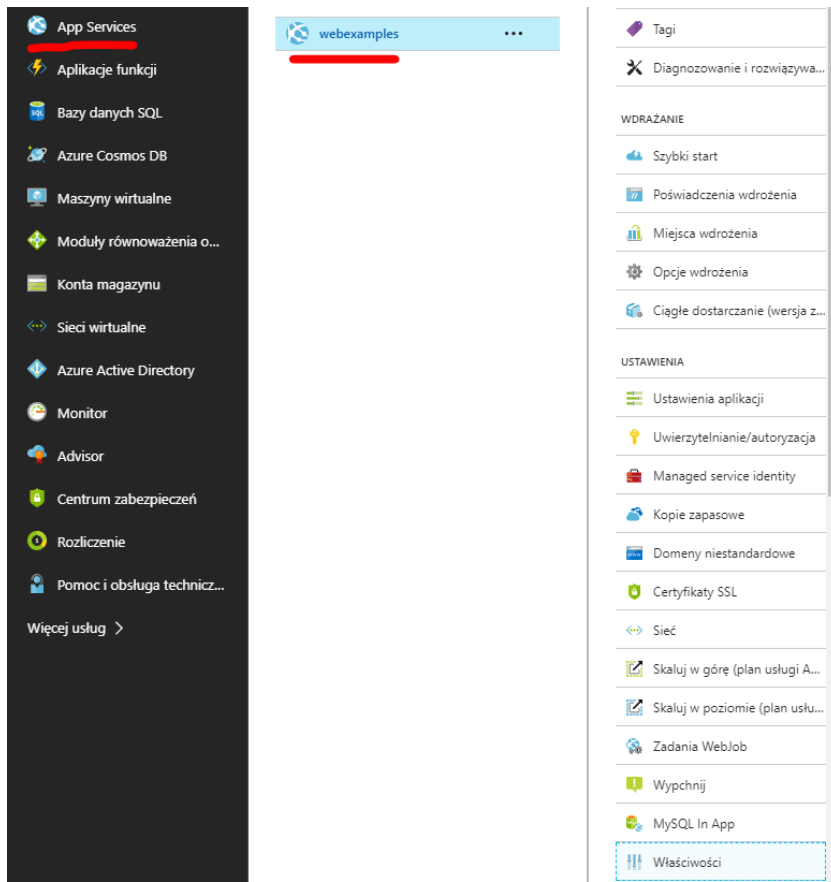 App Services
Aplikacje funkcji
Bazy danych SQL
Azure Cosmos DB
Maszyny wirtualne
Moduły równoważenia o...
Konta magazynu
Sieci wirtualne
Azure Active Directory
Monitor
Advisor
Centrum zabezpieczeń
Rozliczenie
Pomoc i obsługa technicz...
Więcej usług
webexamples
Tagi
Diagnozowanie i rozwiązywa...
WDRAŻANIE
Szybki start
Poświadczenia wdrożenia
Miejsca wdrożenia
Opcje wdrożenia
Ciągłe dostarczanie (wersja z...
USTAWIENIA
Ustawienia aplikacji
Uwierzytelnianie/autoryzacja
Managed service identity
Kopie zapasowe
Domeny niestandardowe
Certyfikaty SSL
Sieć
Skaluj w górę (plan usługi A...
Skaluj w poziomie (plan usłu...
Zadania WebJob
Wypchnij
MySQL In App
Właściwości